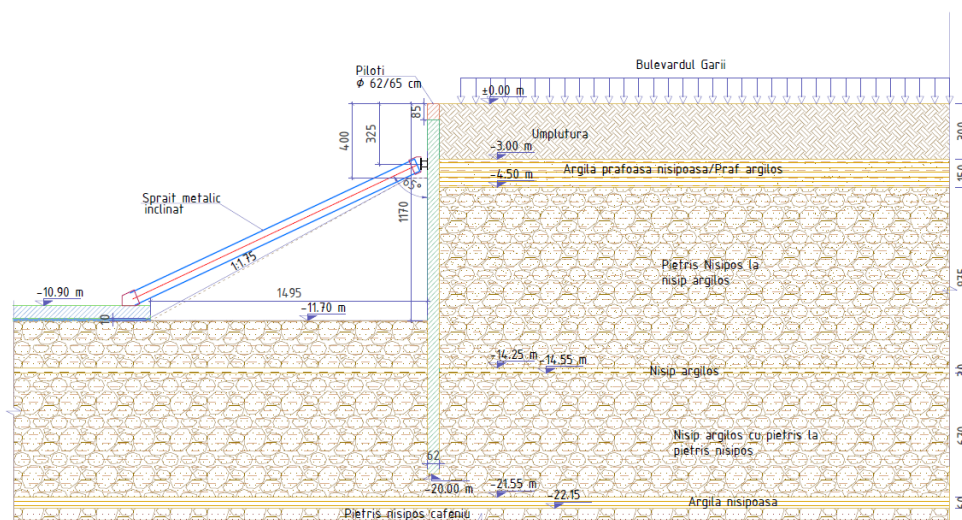 Bulevardul Garii
Piloti
ϕ 62/65 cm
±0.00 m
85
400
325
Umplutura
-3.00 m
Argila prafoasa nisipoasa/Praf argilos
-4.50 m
65°
Sprait metalic
inclinat
1170
1:1.75
Pietris Nisipos la
nisip argilos
-10.90 m
1495
-11.70 m
10
-14.25 m
-14.55 m
Nisip argilos
Nisip argilos cu pietris la
pietris nisipos
62
-20.00 m
-21.55 m
-22.15
Argila nisipoasa
Pietris nisipos cafeniu